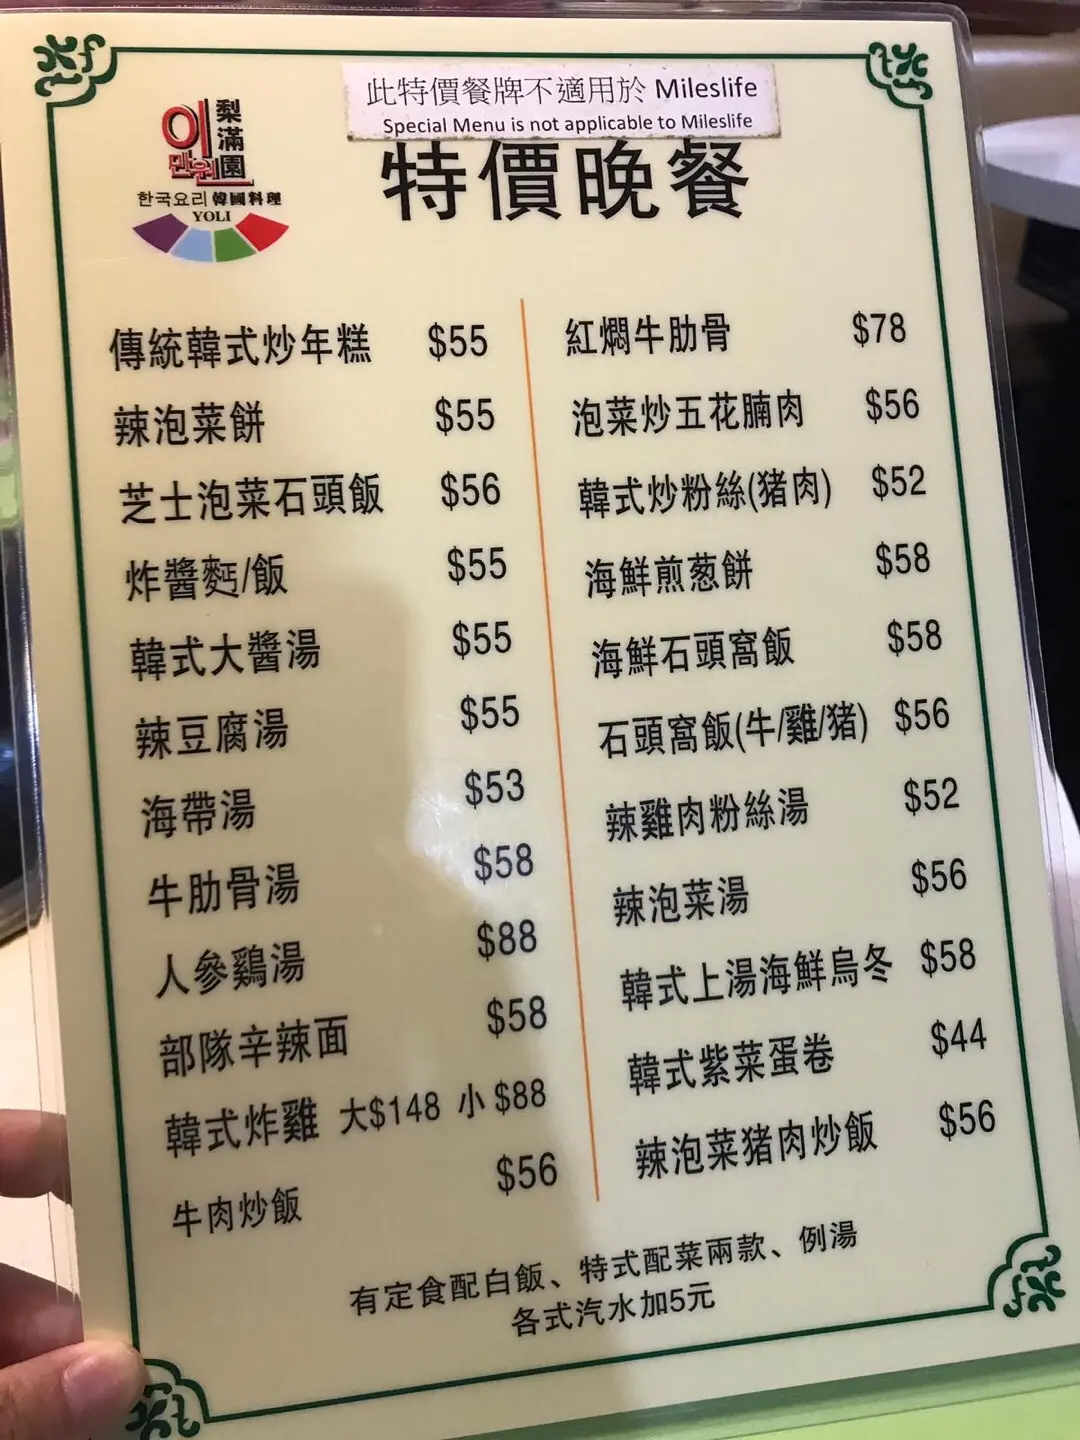 此特價餐牌不適用於 Mileslife
Special Menu is not applicable to Mileslife
이만원
梨滿園
한국요리 韓國料理
YOLI
特價晚餐
傳統韓式炒年糕 $55
辣泡菜餅 $55
芝士泡菜石頭飯 $56
炸醬麪/飯 $55
韓式大醬湯 $55
辣豆腐湯 $55
海帶湯 $53
牛肋骨湯 $58
人參鷄湯 $88
部隊辛辣面 $58
韓式炸雞 大$148 小$88
牛肉炒飯 $56
紅燜牛肋骨 $78
泡菜炒五花腩肉 $56
韓式炒粉絲(猪肉) $52
海鮮煎葱餅 $58
海鮮石頭窩飯 $58
石頭窩飯(牛/雞/猪) $56
辣雞肉粉絲湯 $52
辣泡菜湯 $56
韓式上湯海鮮烏冬 $58
韓式紫菜蛋卷 $44
辣泡菜猪肉炒飯 $56
有定食配白飯、特式配菜兩款、例湯
各式汽水加5元